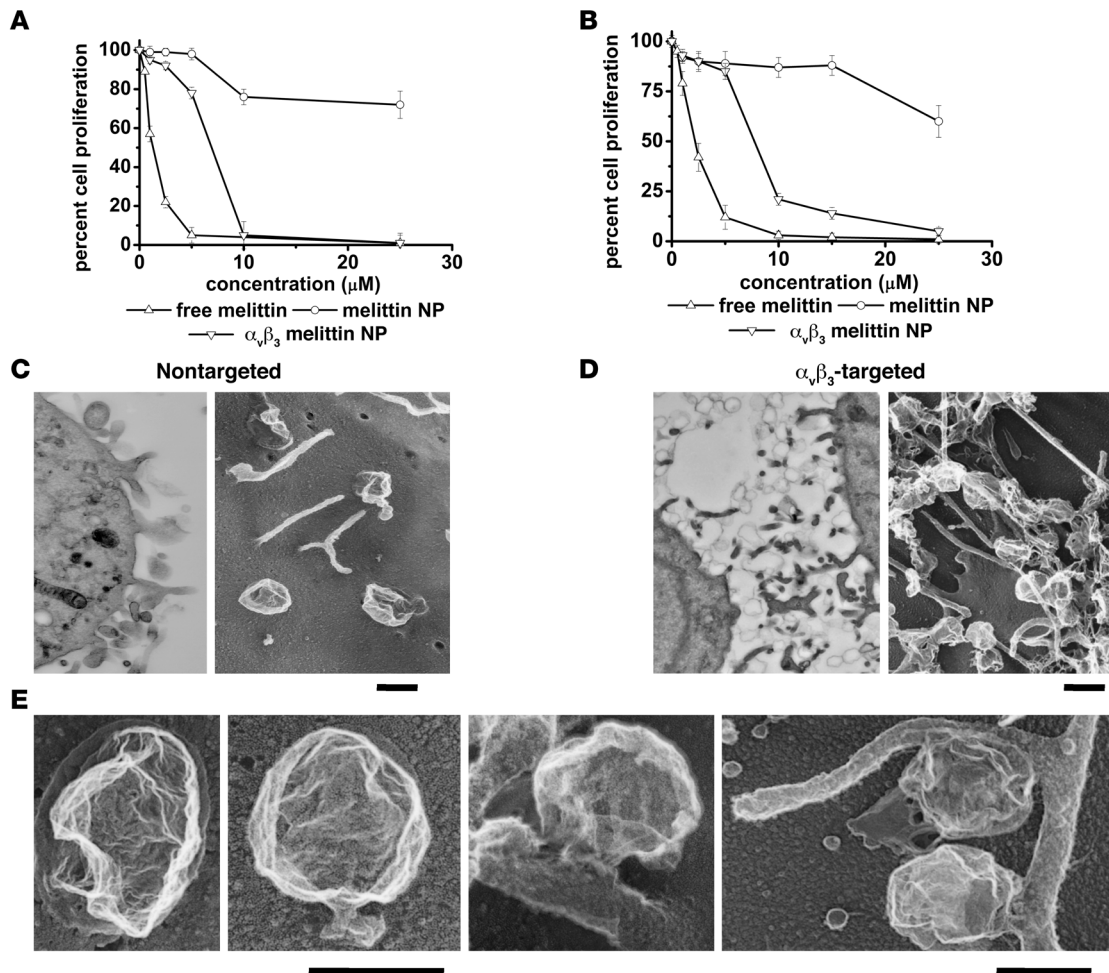 A
percent cell proliferation
100
80
60
40
20
0
0 10 20 30
concentration (μM)
free melittin melittin NP
αvβ3 melittin NP
B
percent cell proliferation
100
75
50
25
0
0 10 20 30
concentration (μM)
free melittin melittin NP
αvβ3 melittin NP
C Nontargeted
D αvβ3-targeted
E